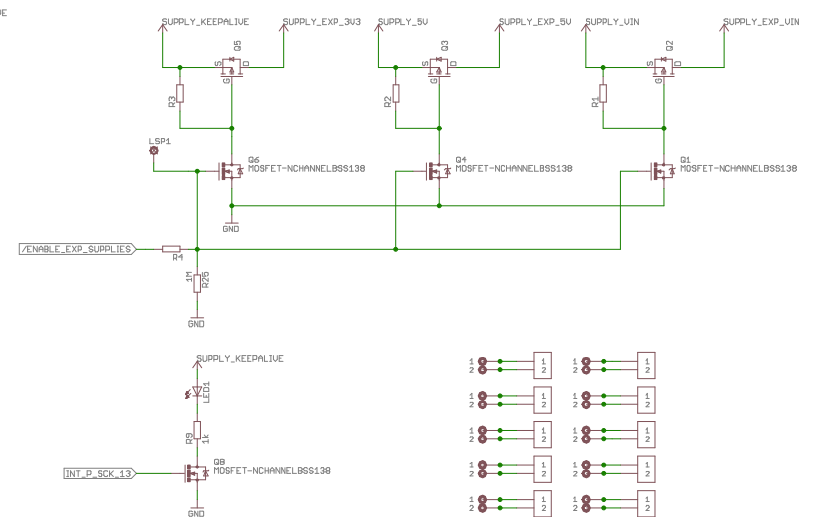 UE
SUPPLY_KEEPALIVE
SUPPLY_EXP_3V3
SUPPLY_5V
SUPPLY_EXP_5V
SUPPLY_VIN
SUPPLY_EXP_VIN
Q5
Q3
Q2
S
D
S
D
S
D
G
G
G
R3
R2
R1
LSP1
Q6
MOSFET-NCHANNELBSS138
Q4
MOSFET-NCHANNELBSS138
Q1
MOSFET-NCHANNELBSS138
GND
/ENABLE_EXP_SUPPLIES
R4
1M
R25
GND
SUPPLY_KEEPALIVE
LED1
R9
1k
Q8
MOSFET-NCHANNELBSS138
INT_P_SCK_13
GND
1 1 1 1
2 2 2 2
1 1 1 1
2 2 2 2
1 1 1 1
2 2 2 2
1 1 1 1
2 2 2 2
1 1 1 1
2 2 2 2